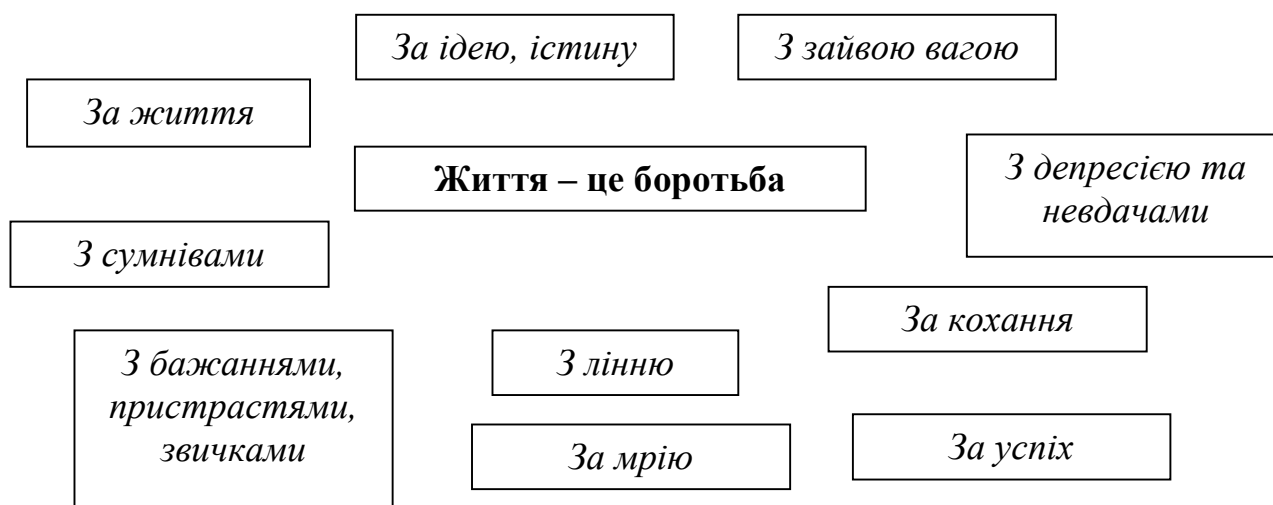 За ідею, істину
З зайвою вагою
За життя
Життя – це боротьба
З депресією та
невдачами
З сумнівами
За кохання
З бажаннями,
пристрастями,
звичками
З лінню
За мрію
За успіх